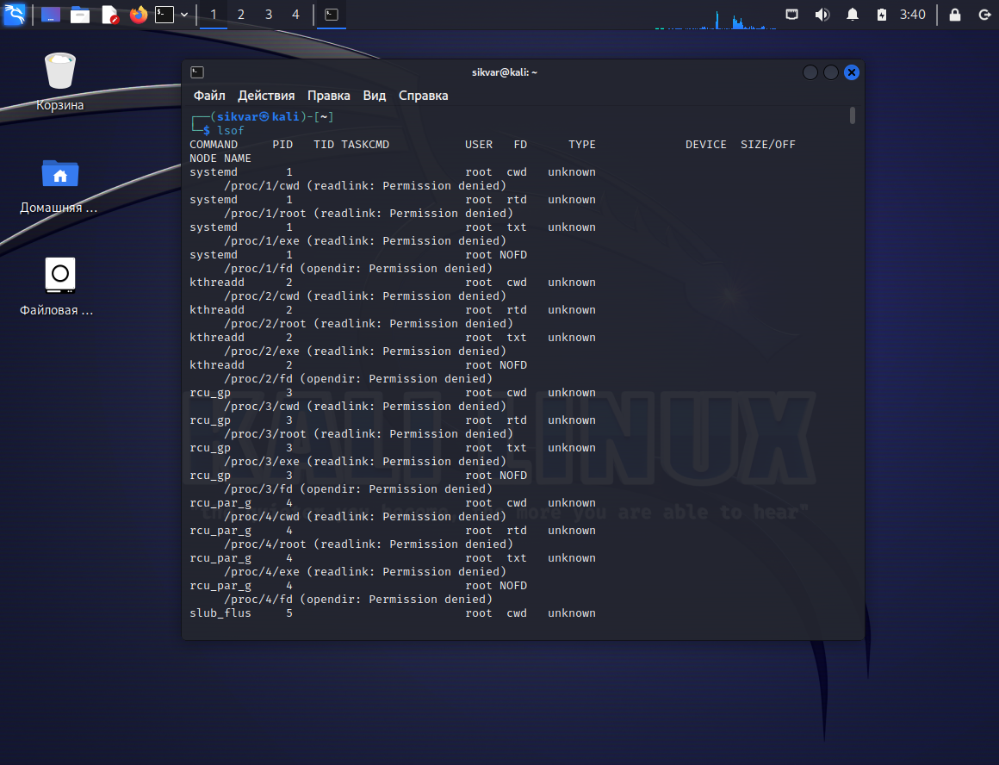 1 2 3 4 3:40
Корзина
Домашняя ...
Файловая ...
sikvar@kali: ~
Файл Действия Правка Вид Справка
┌──(sikvar㉿kali)-[~]
└─$ lsof
COMMAND PID TID TASKCMD USER FD TYPE DEVICE SIZE/OFF
NODE NAME
systemd 1 root cwd unknown
/proc/1/cwd (readlink: Permission denied)
systemd 1 root rtd unknown
/proc/1/root (readlink: Permission denied)
systemd 1 root txt unknown
/proc/1/exe (readlink: Permission denied)
systemd 1 root NOFD
/proc/1/fd (opendir: Permission denied)
kthreadd 2 root cwd unknown
/proc/2/cwd (readlink: Permission denied)
kthreadd 2 root rtd unknown
/proc/2/root (readlink: Permission denied)
kthreadd 2 root txt unknown
/proc/2/exe (readlink: Permission denied)
kthreadd 2 root NOFD
/proc/2/fd (opendir: Permission denied)
rcu_gp 3 root cwd unknown
/proc/3/cwd (readlink: Permission denied)
rcu_gp 3 root rtd unknown
/proc/3/root (readlink: Permission denied)
rcu_gp 3 root txt unknown
/proc/3/exe (readlink: Permission denied)
rcu_gp 3 root NOFD
/proc/3/fd (opendir: Permission denied)
rcu_par_g 4 root cwd unknown
/proc/4/cwd (readlink: Permission denied)
rcu_par_g 4 root rtd unknown
/proc/4/root (readlink: Permission denied)
rcu_par_g 4 root txt unknown
/proc/4/exe (readlink: Permission denied)
rcu_par_g 4 root NOFD
/proc/4/fd (opendir: Permission denied)
slub_flus 5 root cwd unknown
KALI LINUX
more you are able to hear"